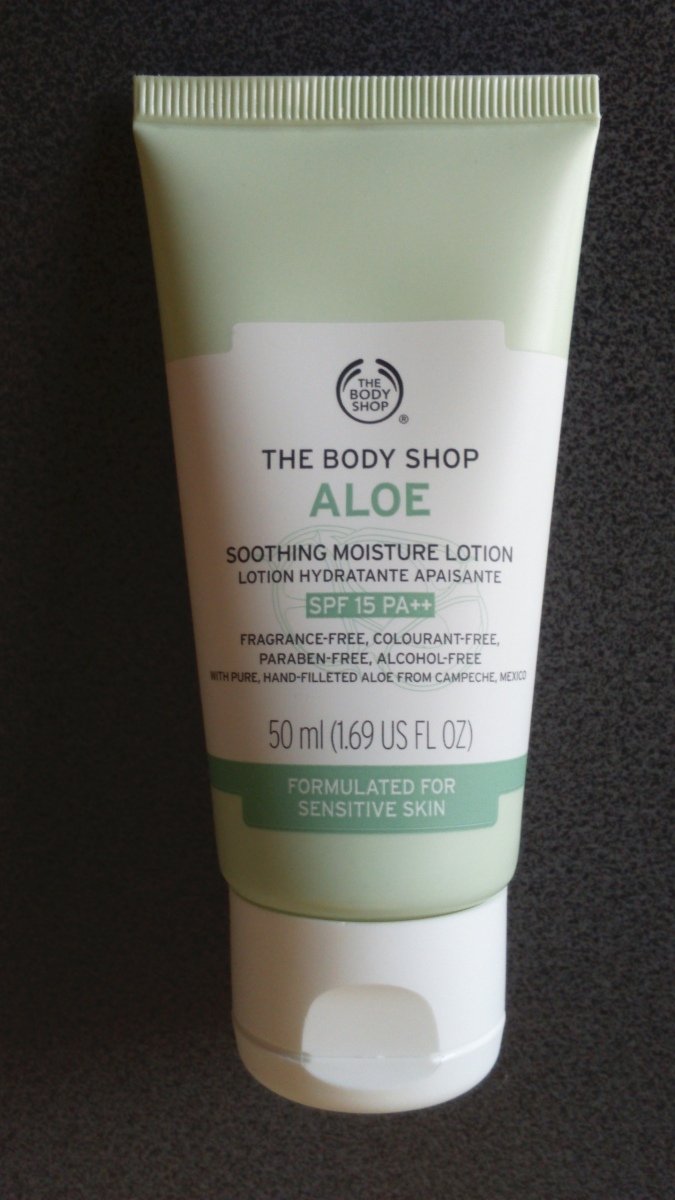 THE
BODY
SHOP
®
THE BODY SHOP
ALOE
SOOTHING MOISTURE LOTION
LOTION HYDRATANTE APAISANTE
SPF 15 PA++
FRAGRANCE-FREE, COLOURANT-FREE,
PARABEN-FREE, ALCOHOL-FREE
WITH PURE, HAND-FILLETED ALOE FROM CAMPECHE, MEXICO
50 ml (1.69 US FL OZ)
FORMULATED FOR
SENSITIVE SKIN